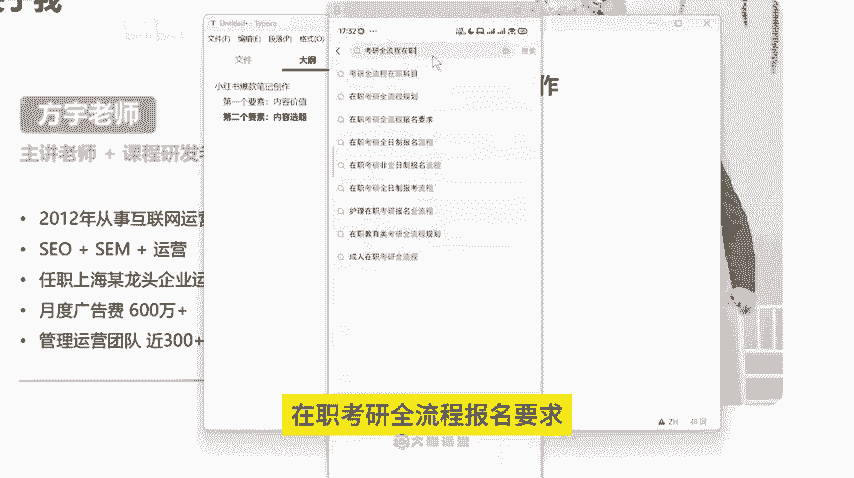 于我
方宇老师
主讲老师 + 课程研发
2012年从事互联网运营
SEO + SEM + 运营
任职上海某龙头企业运
月度广告费 600万+
管理运营团队 近300+
Untitled - Typora
文件(F) 编辑(E) 段落(P) 格式(O)
文件 大纲
小红书爆款笔记创作
第一个要素：内容价值
第二个要素：内容选题
作
17:32
考研全流程在职
搜索
考研全流程在职科目
在职考研全流程规划
在职考研全流程报名要求
在职考研全日制报名流程
在职考研非全日制报名流程
在职考研全日制报考流程
护理在职考研报名全流程
在职教育类考研全流程规划
成人在职考研全流程
在职考研全流程报名要求